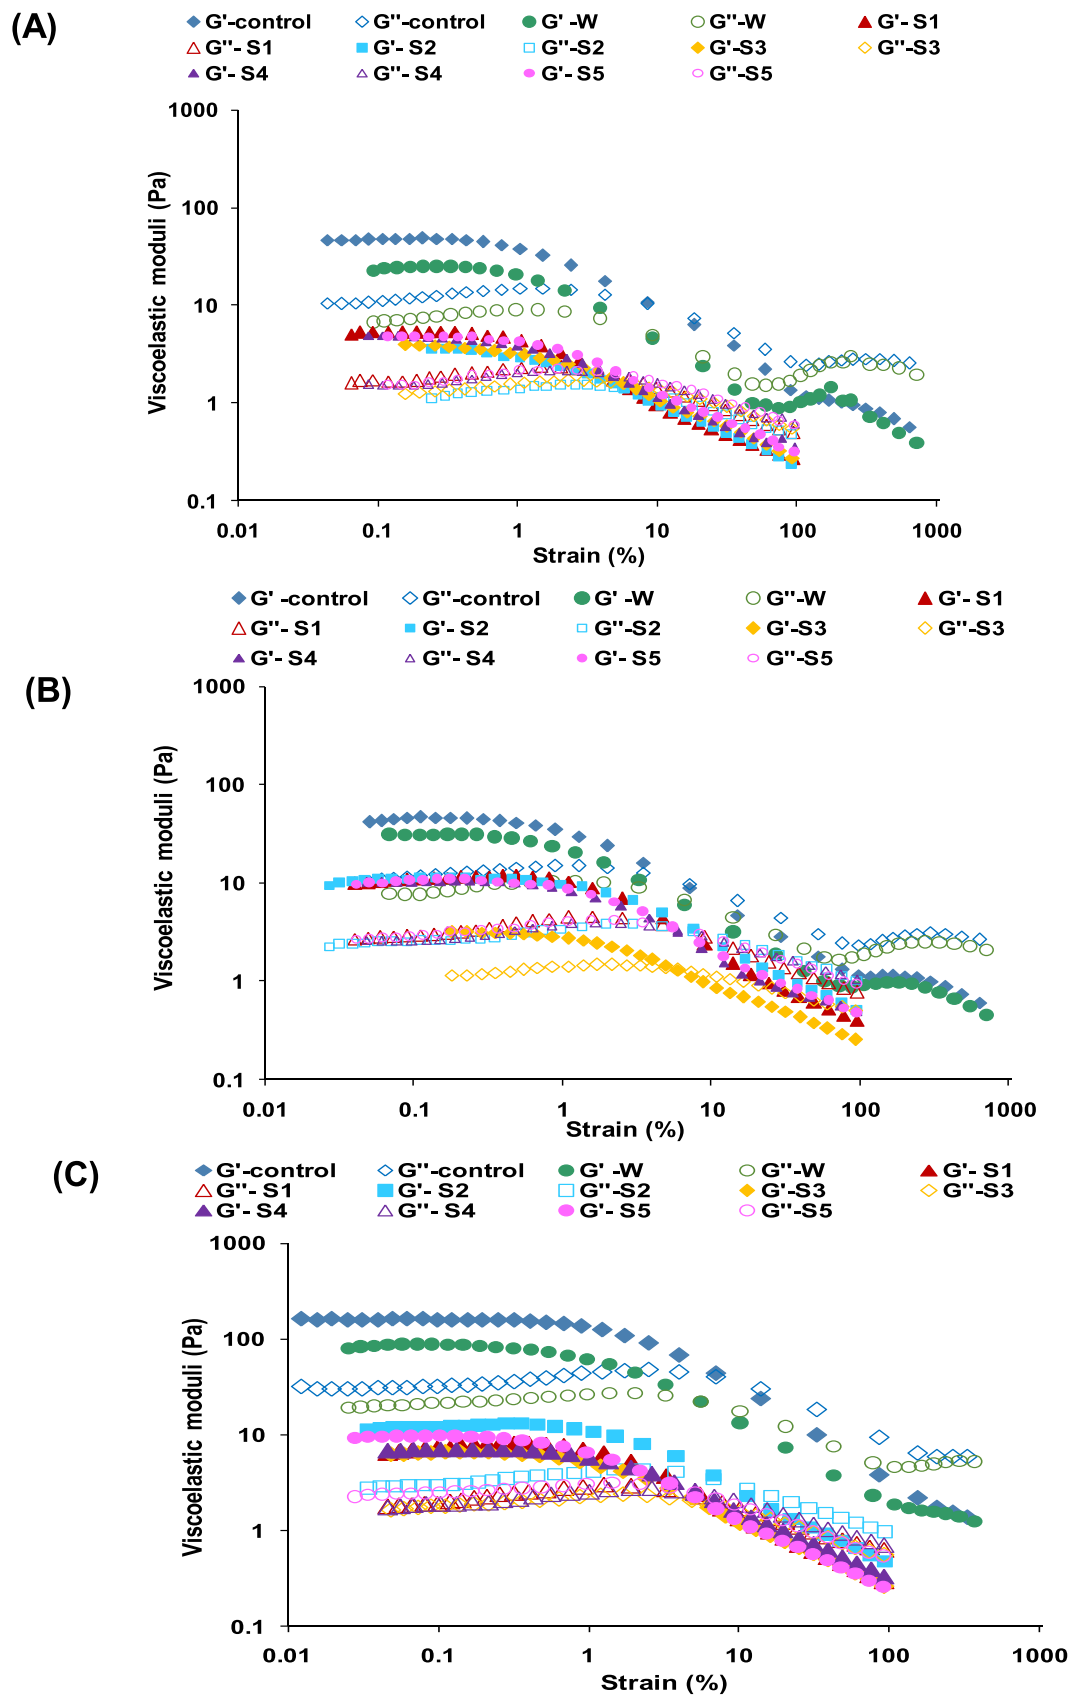 (A)
G'-control G''-control G' -W G''-W G'- S1
G''- S1 G'- S2 G''-S2 G'-S3 G''-S3
G'- S4 G''- S4 G'- S5 G''-S5
1000
100
10
1
0.1
Viscoelastic moduli (Pa)
0.01 0.1 1 10 100 1000
Strain (%)
G' -control G''-control G' -W G''-W G'- S1
G''- S1 G'- S2 G''-S2 G'-S3 G''-S3
G'- S4 G''- S4 G'- S5 G''-S5
(B)
1000
100
10
1
0.1
Viscoelastic moduli (Pa)
0.01 0.1 1 10 100 1000
Strain (%)
(C)
G'-control G''-control G' -W G''-W G'- S1
G''- S1 G'- S2 G''-S2 G'-S3 G''-S3
G'- S4 G''- S4 G'- S5 G''-S5
1000
100
10
1
0.1
Viscoelastic moduli (Pa)
0.01 0.1 1 10 100 1000
Strain (%)